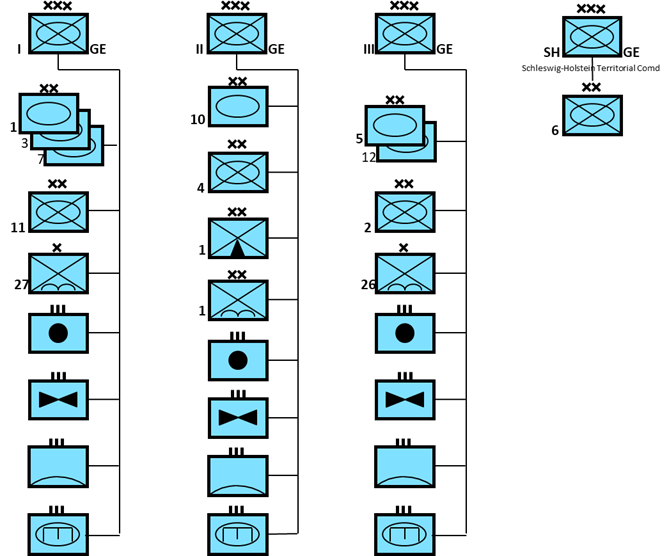 XXX XXX XXX XXX
I GE II GE III GE SH GE
Schleswig-Holstein Territorial Comd
XX XX XX XX
1 3 7 10 5 12 6
XX XX XX
11 4 2
X XX X
27 1 26
XX
1
III III III
III III III
III III III
III III III